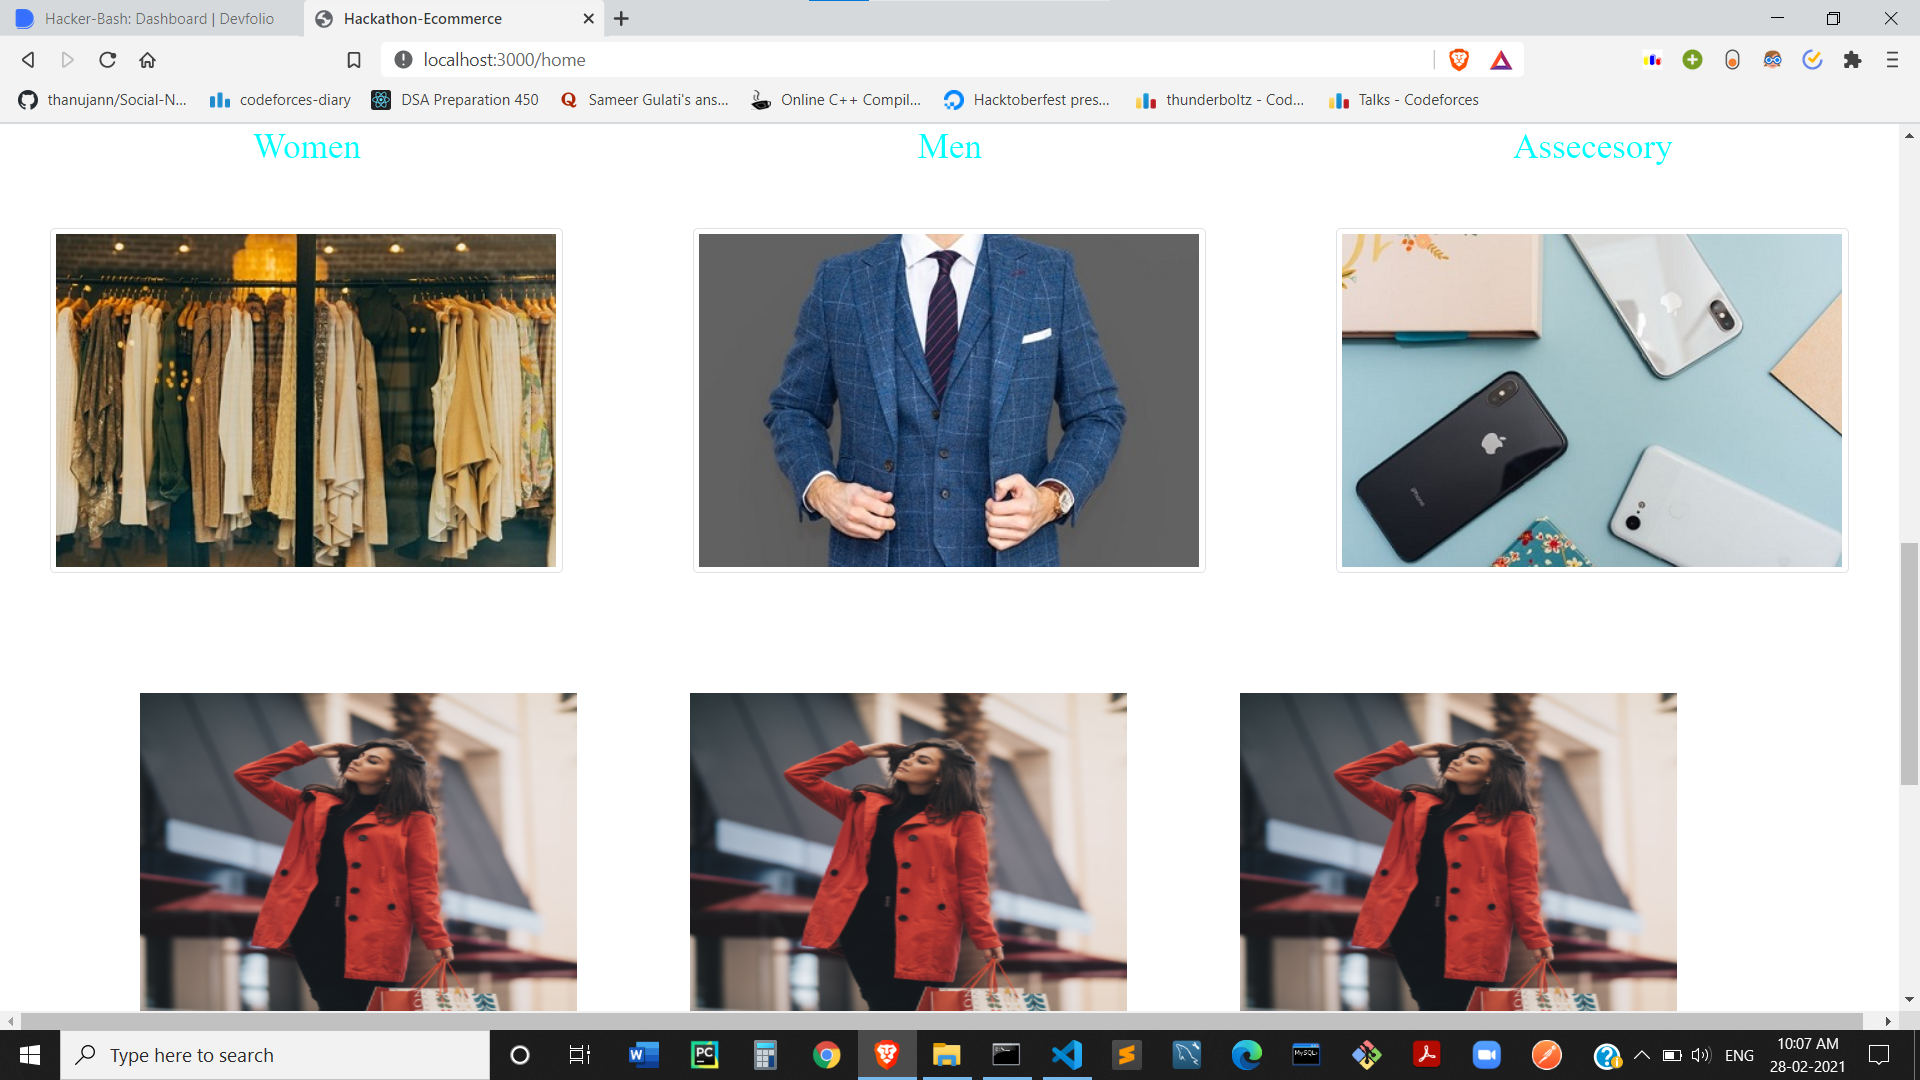 Hacker-Bash: Dashboard | Devfolio
Hackathon-Ecommerce
localhost:3000/home
thanujann/Social-N...
codeforces-diary
DSA Preparation 450
Sameer Gulati's ans...
Online C++ Compil...
Hacktoberfest pres...
thunderboltz - Cod...
Talks - Codeforces
Women
Men
Assecesory
iPhone
Type here to search
ENG
10:07 AM
28-02-2021